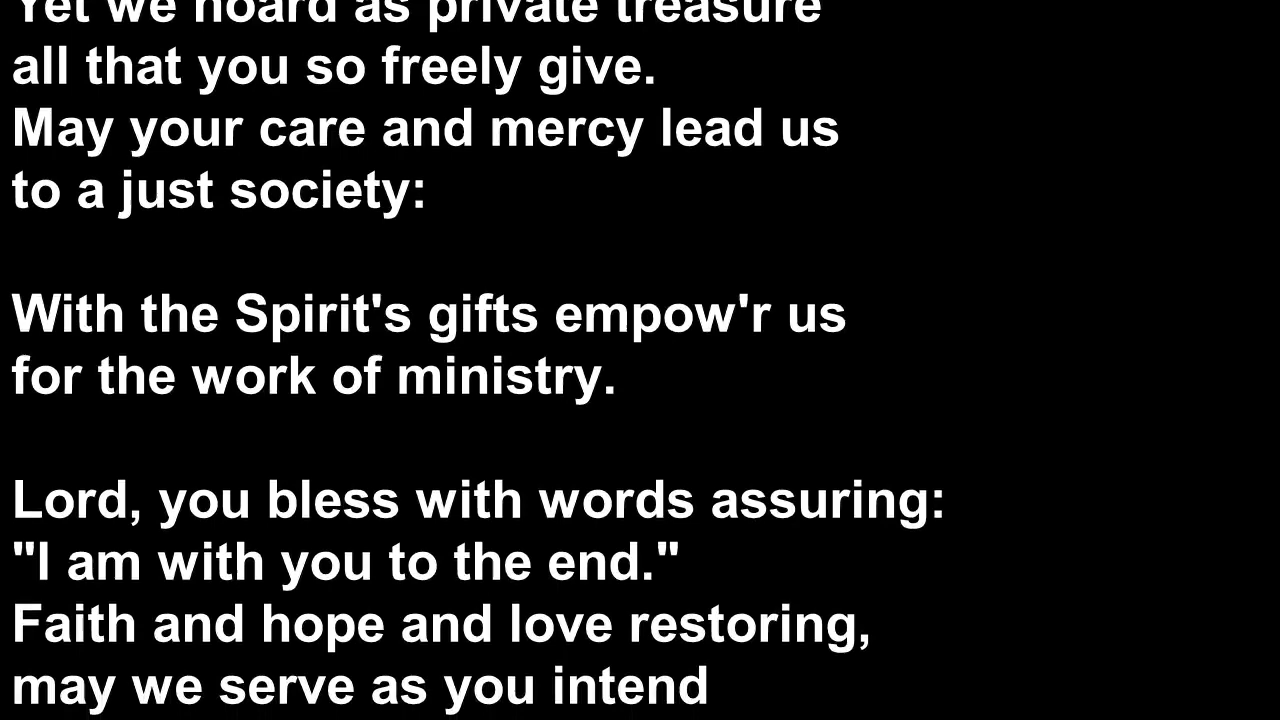 Yet we hoard as private treasure
all that you so freely give.
May your care and mercy lead us
to a just society:
With the Spirit's gifts empow'r us
for the work of ministry.
Lord, you bless with words assuring:
"I am with you to the end."
Faith and hope and love restoring,
may we serve as you intend